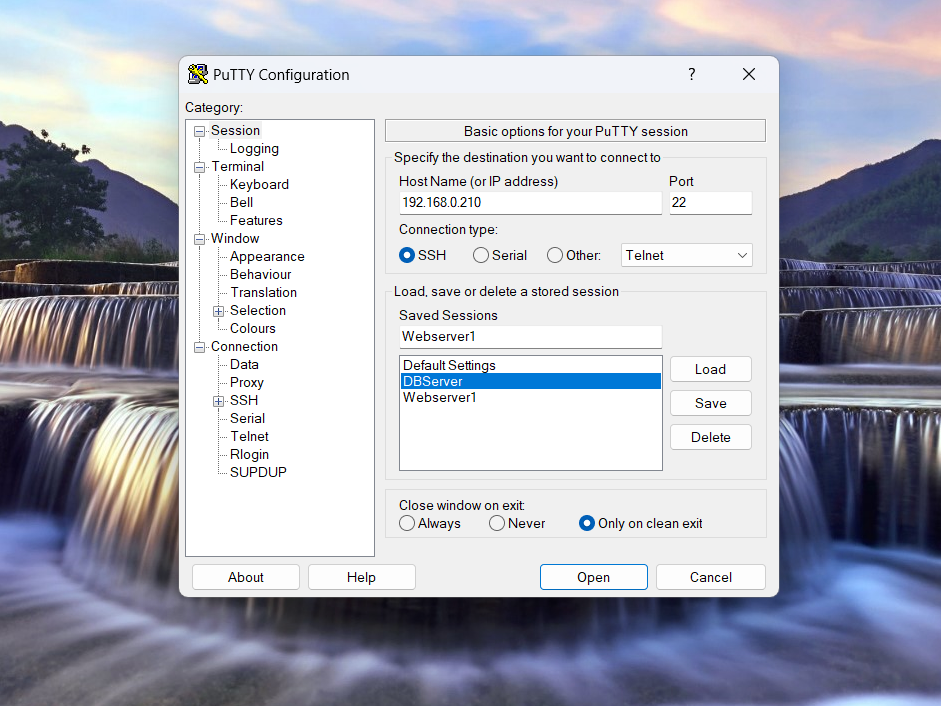 PuTTY Configuration
?
Category:
Session
Logging
Terminal
Keyboard
Bell
Features
Window
Appearance
Behaviour
Translation
Selection
Colours
Connection
Data
Proxy
SSH
Serial
Telnet
Rlogin
SUPDUP
Basic options for your PuTTY session
Specify the destination you want to connect to
Host Name (or IP address) Port
192.168.0.210 22
Connection type:
SSH Serial Other: Telnet
Load, save or delete a stored session
Saved Sessions
Webserver1
Default Settings
DBServer
Webserver1
Load
Save
Delete
Close window on exit:
Always Never Only on clean exit
About Help Open Cancel